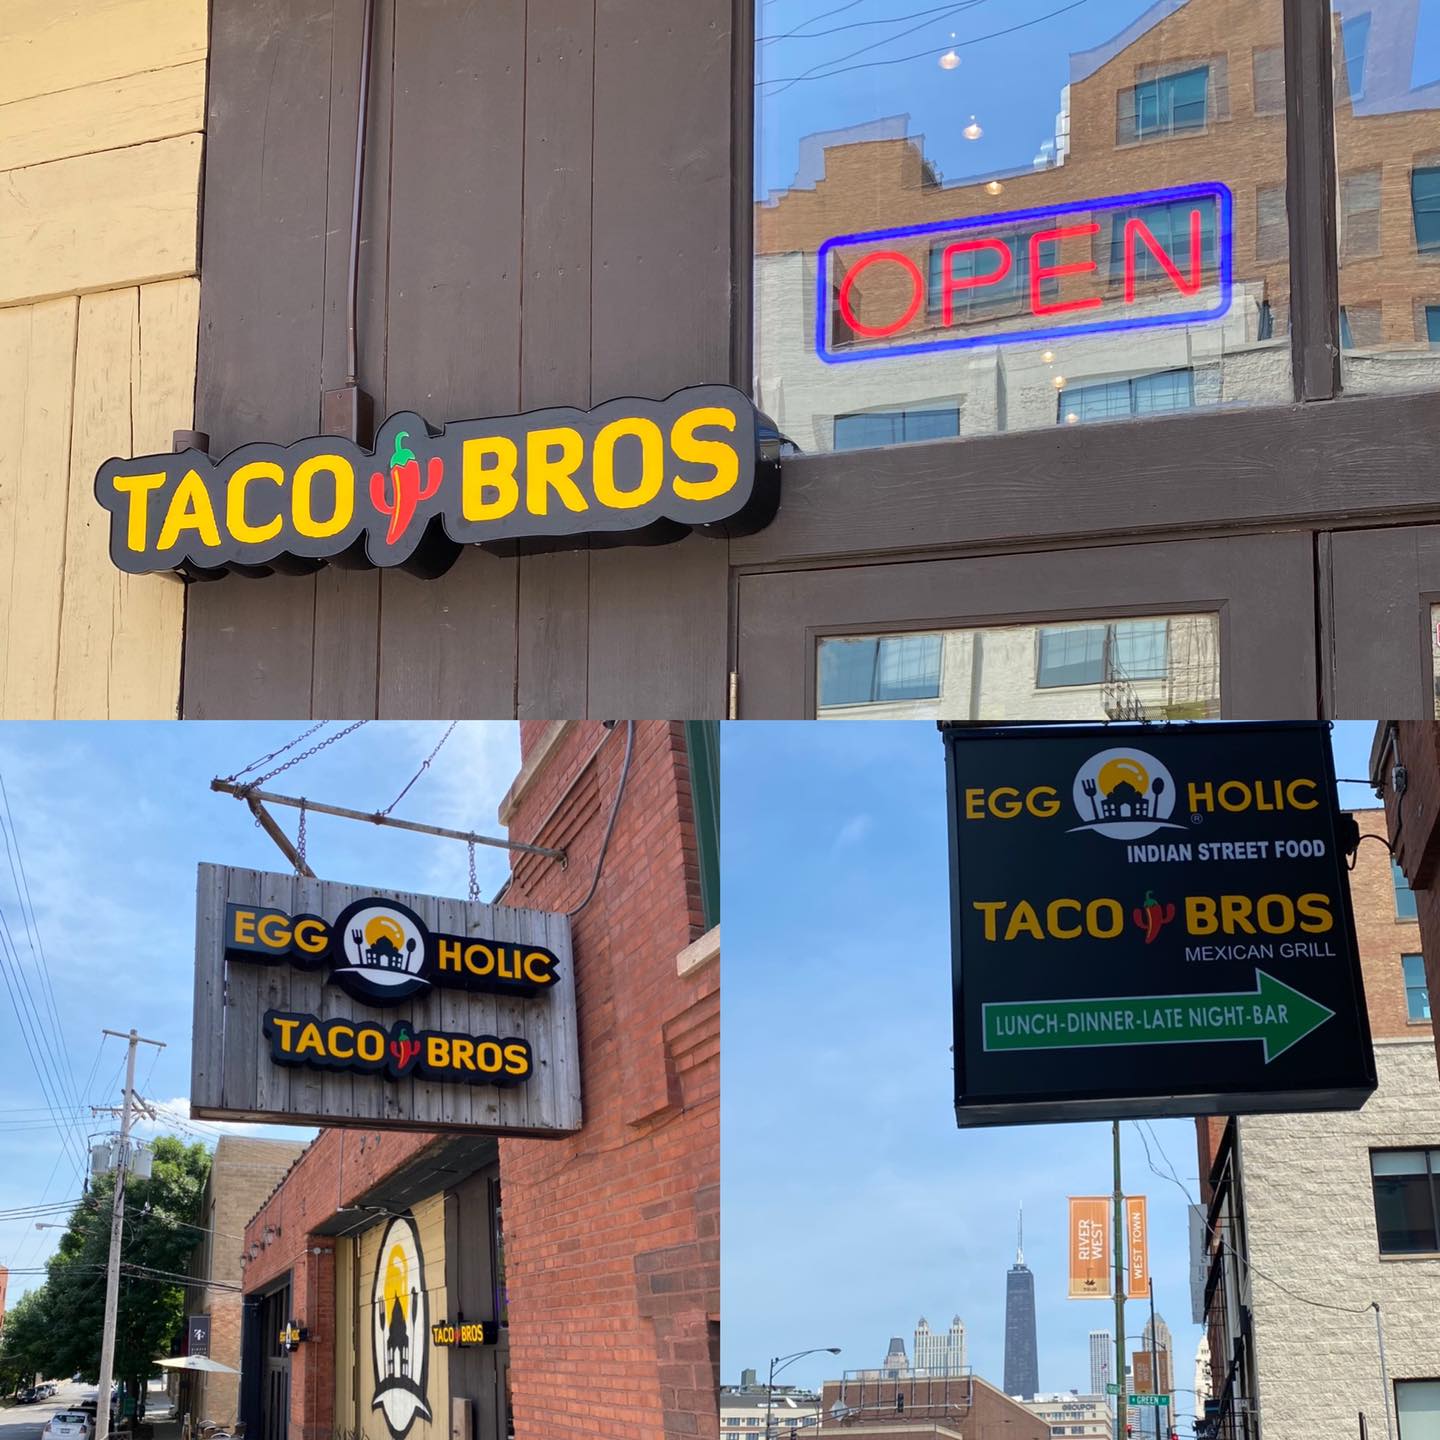 OPEN
TACO BROS
EGG HOLIC
TACO BROS
TACO BROS
EGG HOLIC®
INDIAN STREET FOOD
TACO BROS
MEXICAN GRILL
LUNCH-DINNER-LATE NIGHT-BAR
RIVER WEST
WEST TOWN
GROUPON
GREEN